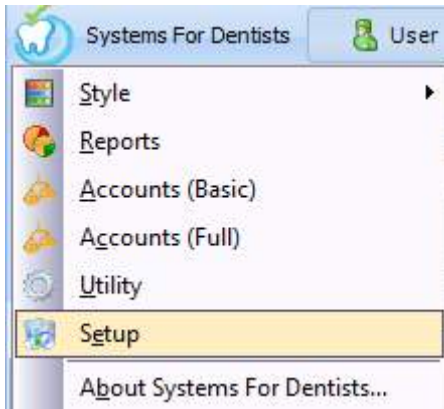 Systems For Dentists
User
Style
Reports
Accounts (Basic)
Accounts (Full)
Utility
Setup
About Systems For Dentists...